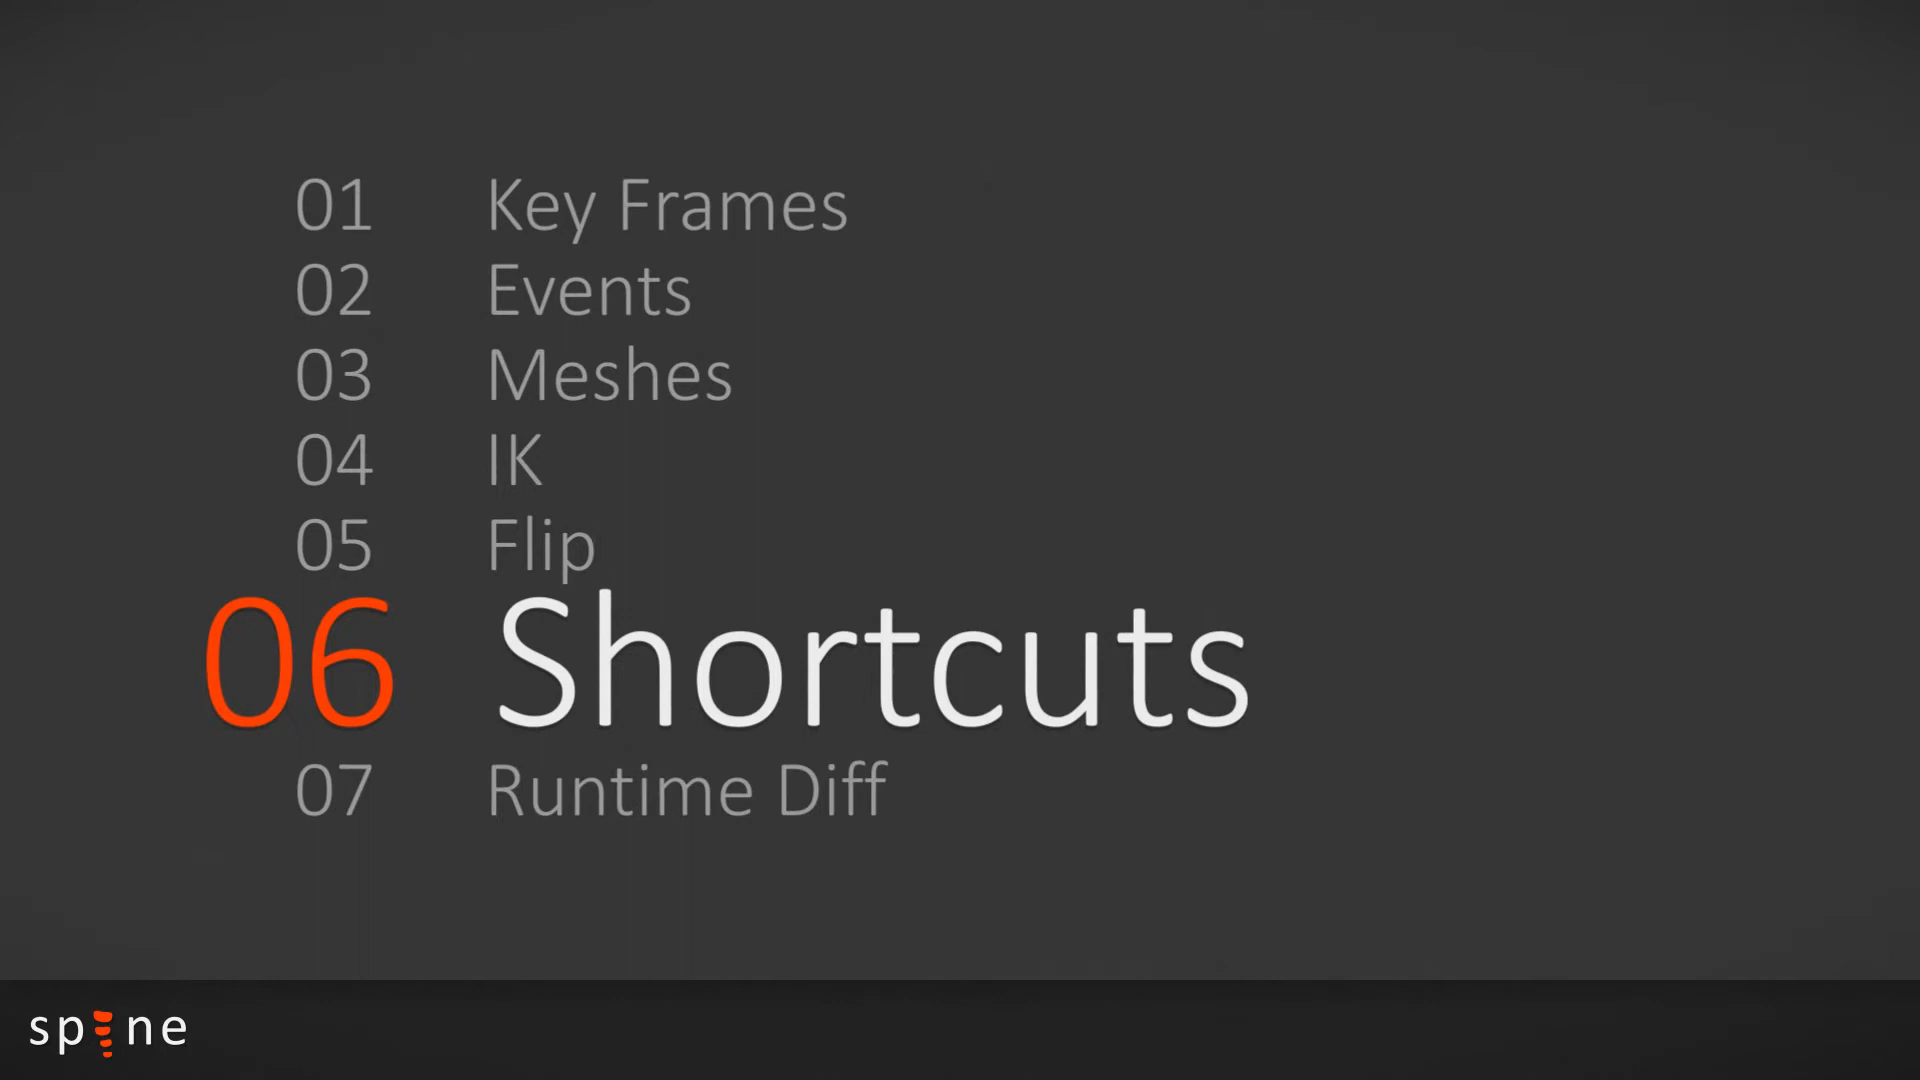 01 Key Frames
02 Events
03 Meshes
04 IK
05 Flip
06 Shortcuts
07 Runtime Diff
spine